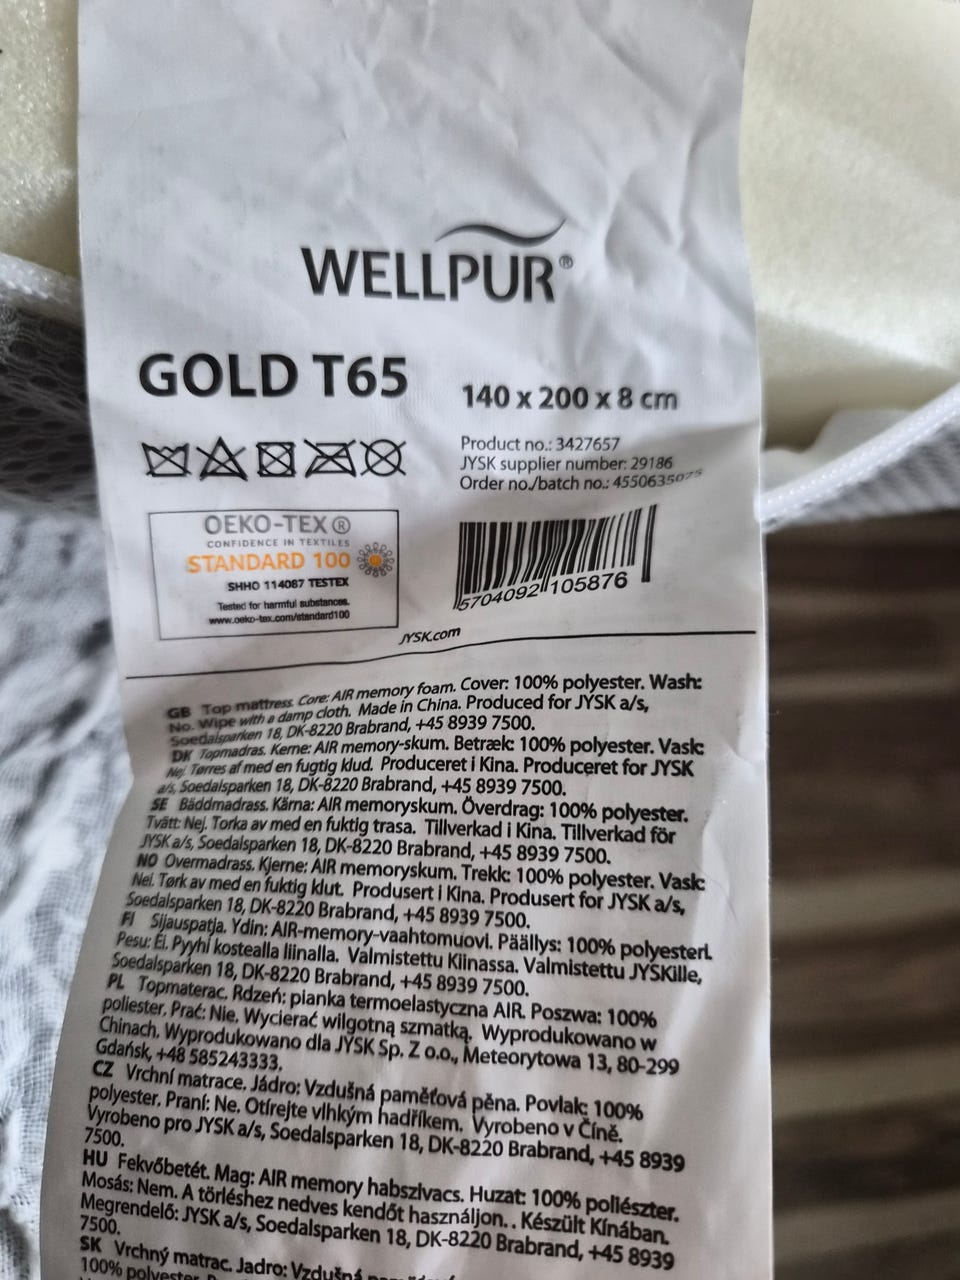 WELLPUR®
GOLD T65
140 x 200 x 8 cm
Product no.: 3427657
JYSK supplier number: 29186
Order no./batch no.: 4550635075
OEKO-TEX®
CONFIDENCE IN TEXTILES
STANDARD 100
SHHO 114087 TESTEX
Tested for harmful substances.
www.oeko-tex.com/standard100
5704092 105876
JYSK.com
GB Top mattress. Core: AIR memory foam. Cover: 100% polyester. Wash:
No. Wipe with a damp cloth. Made in China. Produced for JYSK a/s,
Soedalsparken 18, DK-8220 Brabrand, +45 8939 7500.
DK Topmadras. Kerne: AIR memory-skum. Betræk: 100% polyester. Vask:
Nej. Tørres af med en fugtig klud. Produceret i Kina. Produceret for JYSK
a/s, Soedalsparken 18, DK-8220 Brabrand, +45 8939 7500.
SE Bäddmadrass. Kärna: AIR memoryskum. Överdrag: 100% polyester.
Tvätt: Nej. Torka av med en fuktig trasa. Tillverkad i Kina. Tillverkad för
JYSK a/s, Soedalsparken 18, DK-8220 Brabrand, +45 8939 7500.
NO Overmadrass. Kjerne: AIR memoryskum. Trekk: 100% polyester. Vask:
Nei. Tørk av med en fuktig klut. Produsert i Kina. Produsert for JYSK a/s,
Soedalsparken 18, DK-8220 Brabrand, +45 8939 7500.
FI Sijauspatja. Ydin: AIR-memory-vaahtomuovi. Päällys: 100% polyesteri.
Pesu: Ei. Pyyhi kostealla liinalla. Valmistettu Kiinassa. Valmistettu JYSKille,
Soedalsparken 18, DK-8220 Brabrand, +45 8939 7500.
PL Topmaterac. Rdzeń: pianka termoelastyczna AIR. Poszwa: 100%
poliester. Prać: Nie. Wycierać wilgotną szmatką. Wyprodukowano w
Chinach. Wyprodukowano dla JYSK Sp. Z o.o., Meteorytowa 13, 80-299
Gdańsk, +48 585243333.
CZ Vrchní matrace. Jádro: Vzdušná paměťová pěna. Povlak: 100%
polyester. Praní: Ne. Otírejte vlhkým hadříkem. Vyrobeno v Číně.
Vyrobeno pro JYSK a/s, Soedalsparken 18, DK-8220 Brabrand, +45 8939
7500.
HU Fekvőbetét. Mag: AIR memory habszivacs. Huzat: 100% poliészter.
Mosás: Nem. A törléshez nedves kendőt használjon.. Készült Kínában.
Megrendelő: JYSK a/s, Soedalsparken 18, DK-8220 Brabrand, +45 8939
7500.
SK Vrchný matrac. Jadro: Vzdušná
100% polyester.